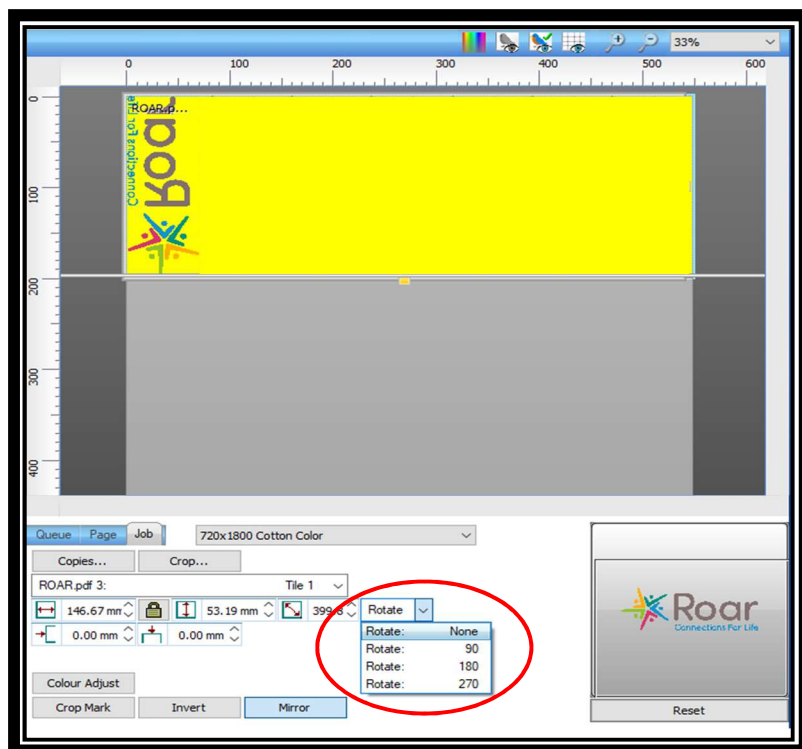 33%
0 100 200 300 400 500 600
0
100
200
300
400
ROAR.p...
Roar
Connections For Life
Queue Page Job 720x1800 Cotton Color
Copies... Crop...
ROAR.pdf 3: Tile 1
146.67 mm 53.19 mm 399.8 Rotate
0.00 mm 0.00 mm
Rotate: None
Rotate: 90
Rotate: 180
Rotate: 270
Colour Adjust
Crop Mark Invert Mirror
Roar
Connections For Life
Reset